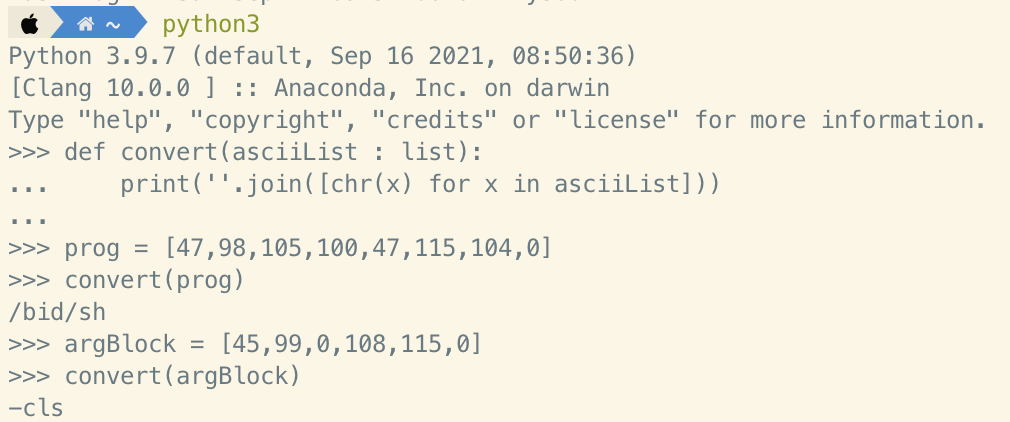 ~ python3
Python 3.9.7 (default, Sep 16 2021, 08:50:36)
[Clang 10.0.0 ] :: Anaconda, Inc. on darwin
Type "help", "copyright", "credits" or "license" for more information.
>>> def convert(asciiList : list):
...     print(''.join([chr(x) for x in asciiList]))
...
>>> prog = [47,98,105,100,47,115,104,0]
>>> convert(prog)
/bid/sh
>>> argBlock = [45,99,0,108,115,0]
>>> convert(argBlock)
-cls